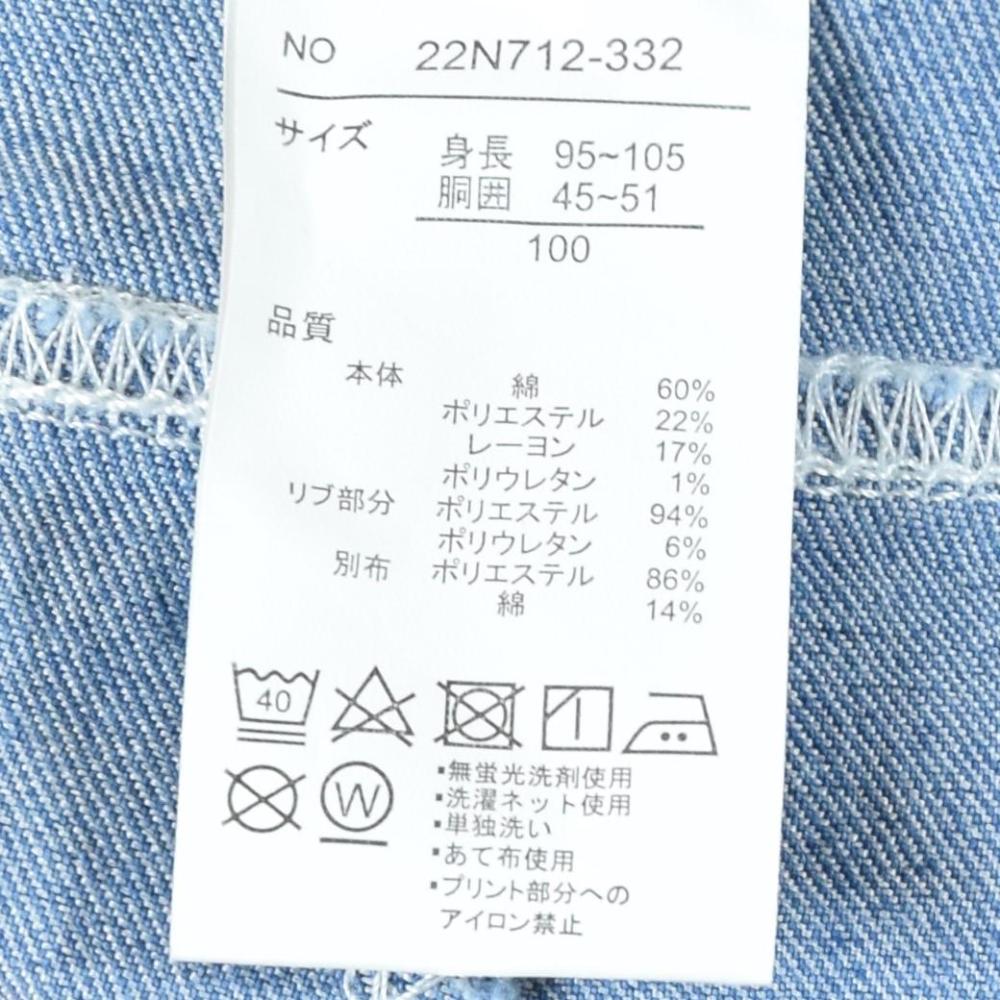 NO 22N712-332
サイズ
身長 95~105
胴囲 45~51
100
品質
本体 綿 60%
ポリエステル 22%
レーヨン 17%
ポリウレタン 1%
リブ部分 ポリエステル 94%
ポリウレタン 6%
別布 ポリエステル 86%
綿 14%
40
W
▪無蛍光洗剤使用
▪洗濯ネット使用
▪単独洗い
▪あて布使用
▪プリント部分への
アイロン禁止